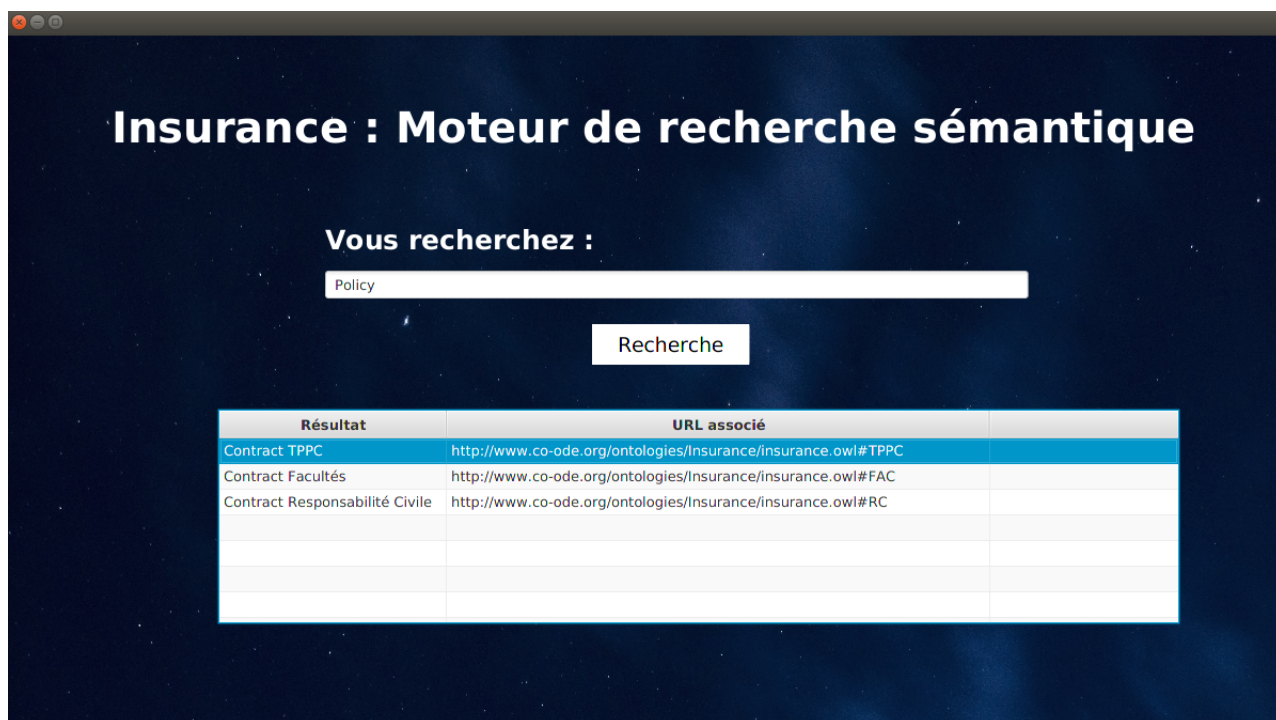 Insurance : Moteur de recherche sémantique
Vous recherchez :
Policy
Recherche
Résultat URL associé
Contract TPPC http://www.co-ode.org/ontologies/Insurance/insurance.owl#TPPC
Contract Facultés http://www.co-ode.org/ontologies/Insurance/insurance.owl#FAC
Contract Responsabilité Civile http://www.co-ode.org/ontologies/Insurance/insurance.owl#RC